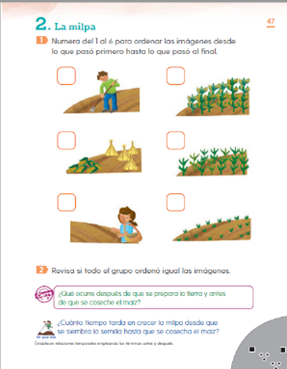 2. La milpa
47
1 Numera del 1 al 6 para ordenar las imágenes desde
lo que pasó primero hasta lo que pasó al final.
2 Revisa si todo el grupo ordenó igual las imágenes.
¿Qué ocurre después de que se prepara la tierra y antes
de que se coseche el maíz?
¿Cuánto tiempo tarda en crecer la milpa desde que
se siembra la semilla hasta que se cosecha el maíz?
Establecer relaciones temporales empleando los términos antes y después.